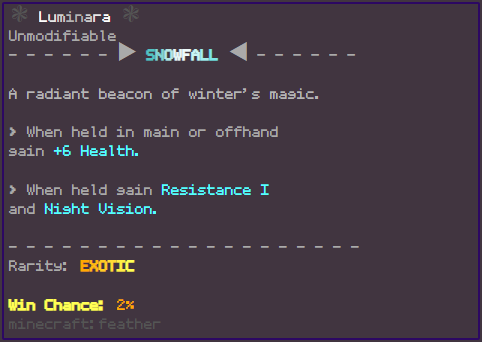 ❃ Luminara ❃
Unmodifiable
- - - - - - ▶ SNOWFALL ◀ - - - - - -
A radiant beacon of winter's magic.
> When held in main or offhand
gain +6 Health.
> When held gain Resistance I
and Night Vision.
- - - - - - - - - - - - - - - - - - - - -
Rarity: EXOTIC
Win Chance: 2%
minecraft:feather